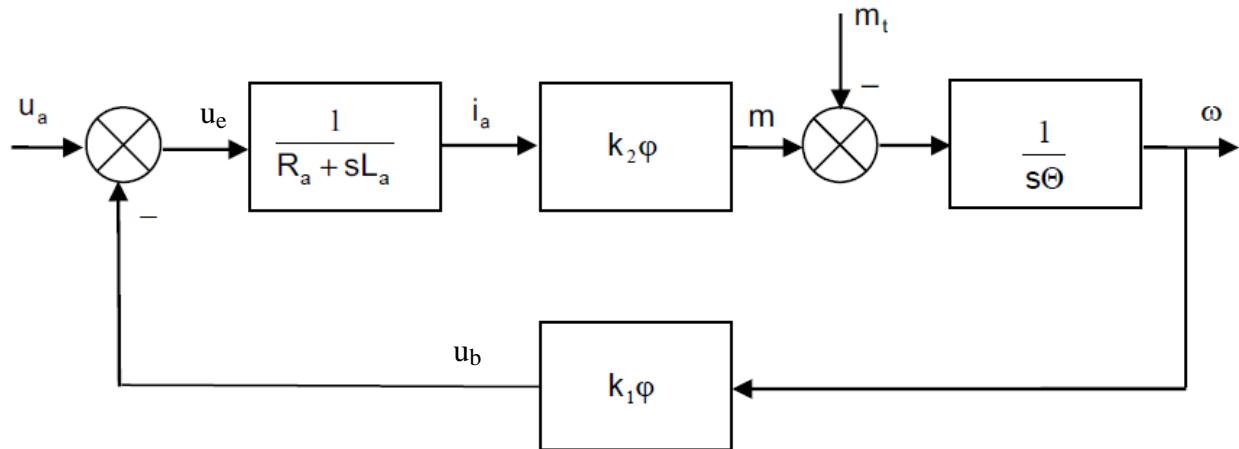 m_t
u_a
u_e
1
R_a + sL_a
i_a
k_2φ
m
−
1
sΘ
ω
−
u_b
k_1φ